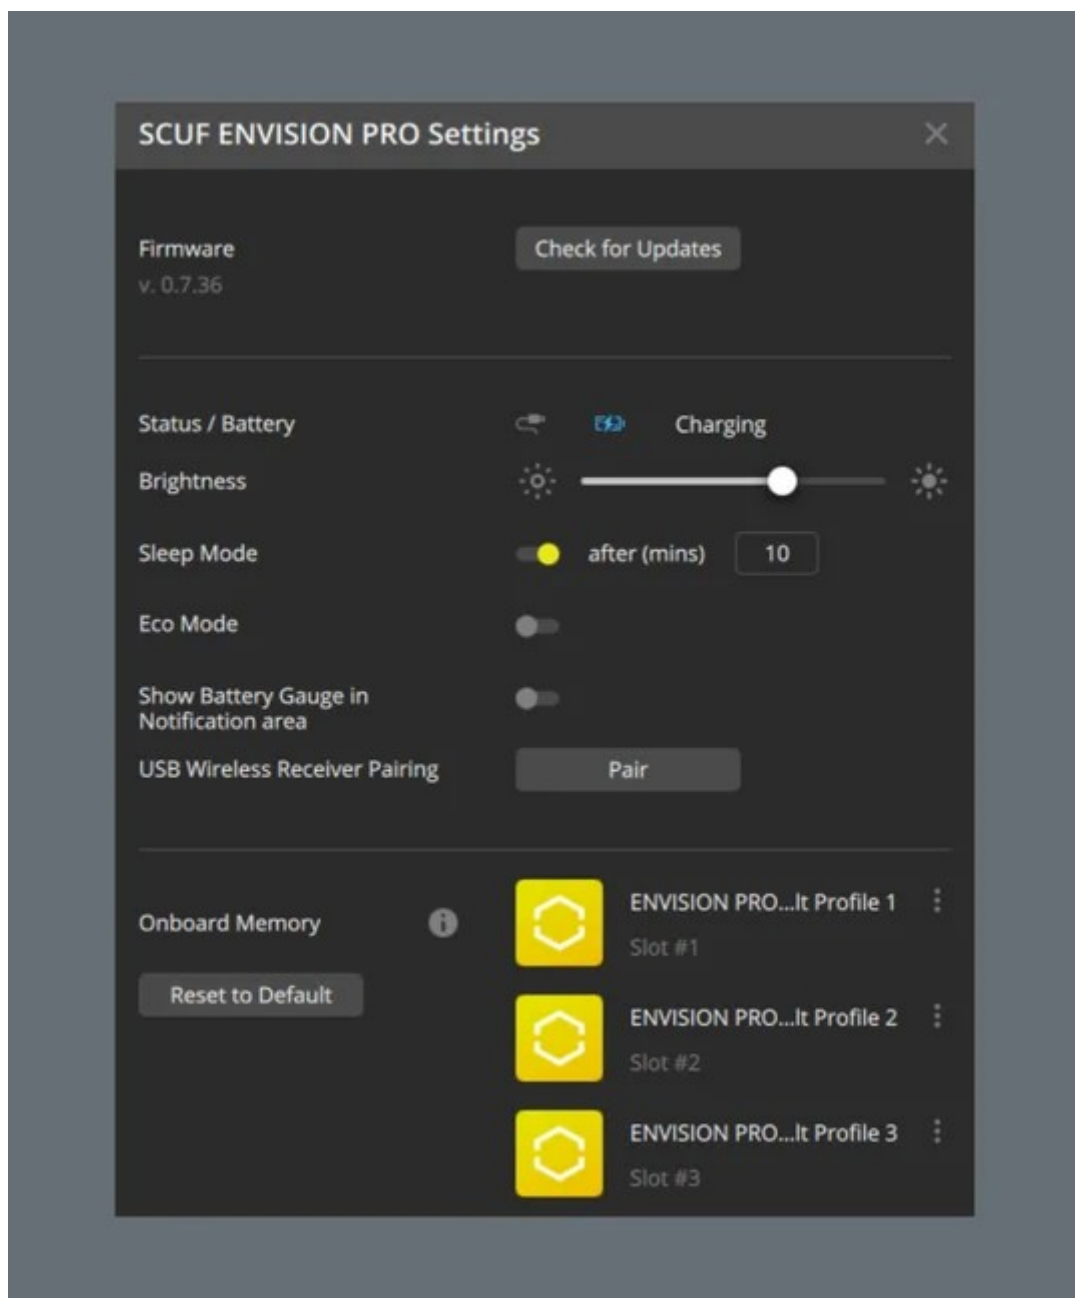 SCUF ENVISION PRO Settings
Firmware
Check for Updates
v. 0.7.36
Status / Battery
Charging
Brightness
Sleep Mode
after (mins)
10
Eco Mode
Show Battery Gauge in
Notification area
USB Wireless Receiver Pairing
Pair
Onboard Memory
Reset to Default
ENVISION PRO...lt Profile 1
Slot #1
ENVISION PRO...lt Profile 2
Slot #2
ENVISION PRO...lt Profile 3
Slot #3